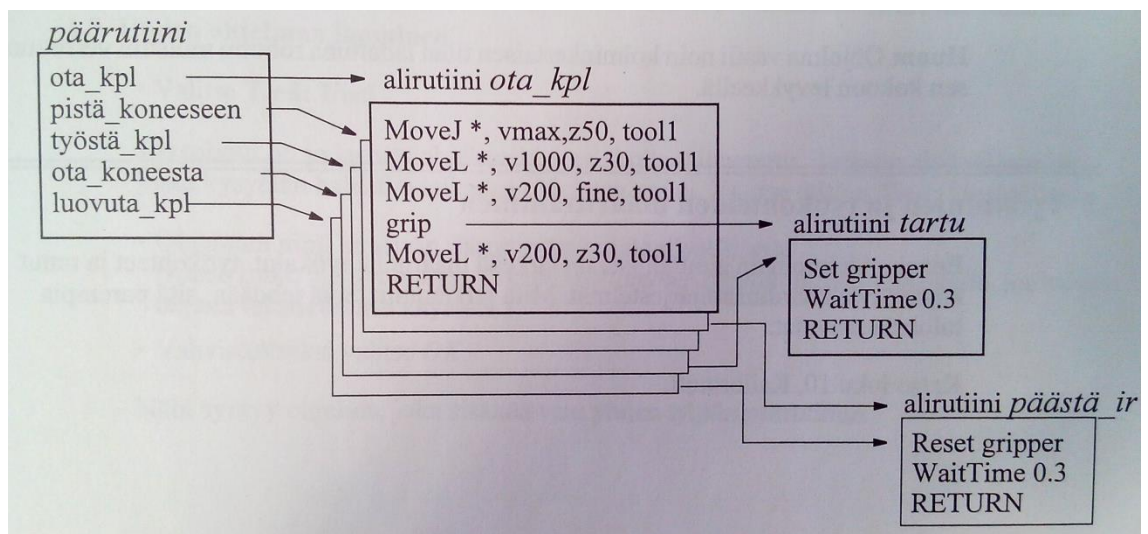 päärutiini
ota_kpl
pistä_koneeseen
työstä_kpl
ota_koneesta
luovuta_kpl
alirutiini ota_kpl
MoveJ *, vmax,z50, tool1
MoveL *, v1000, z30, tool1
MoveL *, v200, fine, tool1
grip
MoveL *, v200, z30, tool1
RETURN
alirutiini tartu
Set gripper
WaitTime 0.3
RETURN
alirutiini päästä_ir
Reset gripper
WaitTime 0.3
RETURN